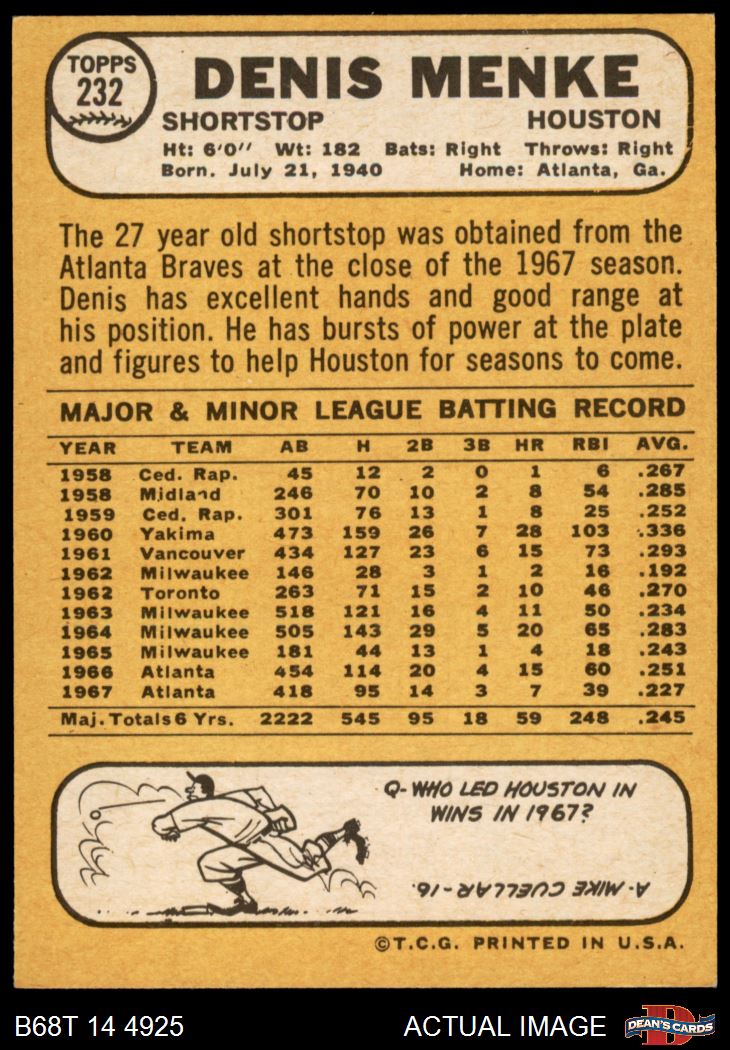 TOPPS
232
DENIS MENKE
SHORTSTOP HOUSTON
Ht: 6'0" Wt: 182 Bats: Right Throws: Right
Born. July 21, 1940 Home: Atlanta, Ga.
The 27 year old shortstop was obtained from the
Atlanta Braves at the close of the 1967 season.
Denis has excellent hands and good range at
his position. He has bursts of power at the plate
and figures to help Houston for seasons to come.
MAJOR & MINOR LEAGUE BATTING RECORD
YEAR TEAM AB H 2B 3B HR RBI AVG.
1958 Ced. Rap. 45 12 2 0 1 6 .267
1958 Midland 246 70 10 2 8 54 .285
1959 Ced. Rap. 301 76 13 1 8 25 .252
1960 Yakima 473 159 26 7 28 103 .336
1961 Vancouver 434 127 23 6 15 73 .293
1962 Milwaukee 146 28 3 1 2 16 .192
1962 Toronto 263 71 15 2 10 46 .270
1963 Milwaukee 518 121 16 4 11 50 .234
1964 Milwaukee 505 143 29 5 20 65 .283
1965 Milwaukee 181 44 13 1 4 18 .243
1966 Atlanta 454 114 20 4 15 60 .251
1967 Atlanta 418 95 14 3 7 39 .227
Maj. Totals 6 Yrs. 2222 545 95 18 59 248 .245
Q- WHO LED HOUSTON IN
WINS IN 1967?
A- MIKE CUELLAR - 16.
©T.C.G. PRINTED IN U.S.A.
B68T 14 4925 ACTUAL IMAGE
DEAN'S CARDS